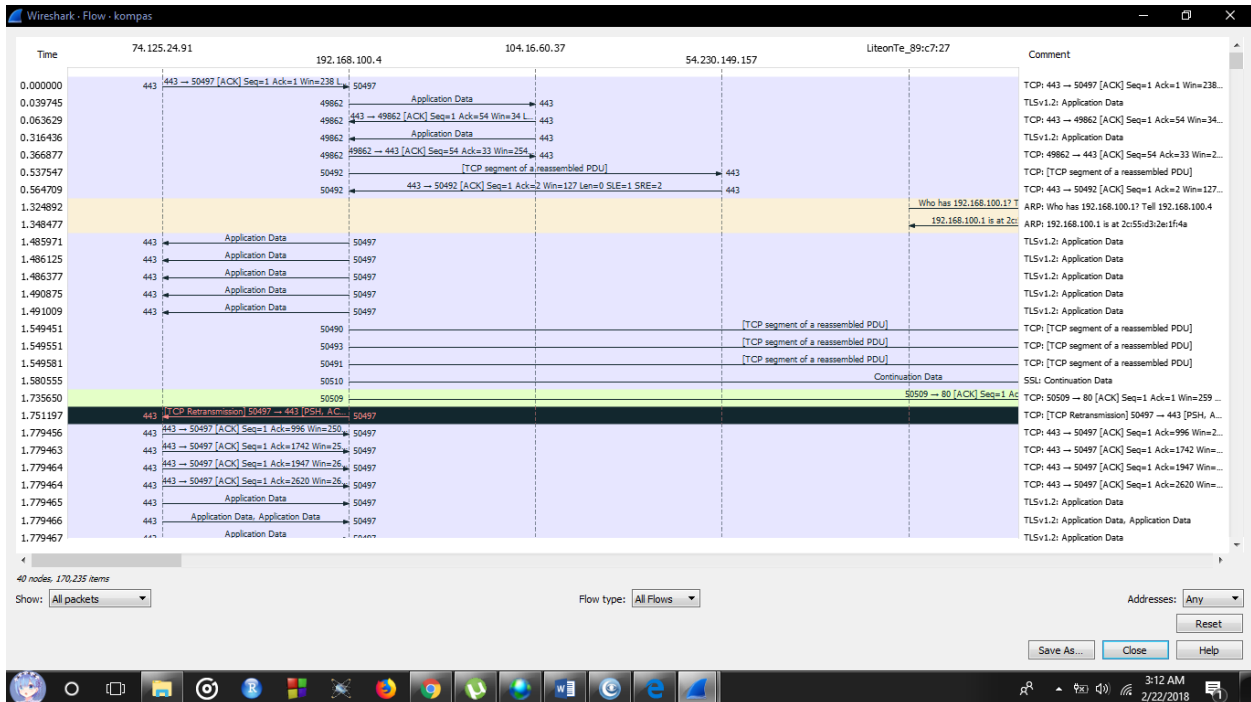 Wireshark · Flow · kompas
Time 74.125.24.91 192.168.100.4 104.16.60.37 54.230.149.157 LiteonTe_89:c7:27 Comment
0.000000 443 443 → 50497 [ACK] Seq=1 Ack=1 Win=238 L... 50497 TCP: 443 → 50497 [ACK] Seq=1 Ack=1 Win=238...
0.039745 49862 Application Data 443 TLSv1.2: Application Data
0.063629 49862 443 → 49862 [ACK] Seq=1 Ack=54 Win=34 L... 443 TCP: 443 → 49862 [ACK] Seq=1 Ack=54 Win=34...
0.316436 49862 Application Data 443 TLSv1.2: Application Data
0.366877 49862 49862 → 443 [ACK] Seq=54 Ack=33 Win=254... 443 TCP: 49862 → 443 [ACK] Seq=54 Ack=33 Win=2...
0.537547 50492 [TCP segment of a reassembled PDU] 443 TCP: [TCP segment of a reassembled PDU]
0.564709 50492 443 → 50492 [ACK] Seq=1 Ack=2 Win=127 Len=0 SLE=1 SRE=2 443 TCP: 443 → 50492 [ACK] Seq=1 Ack=2 Win=127...
1.324892 Who has 192.168.100.1? T ARP: Who has 192.168.100.1? Tell 192.168.100.4
1.348477 192.168.100.1 is at 2c: ARP: 192.168.100.1 is at 2c:55:d3:2e:1f:4a
1.485971 443 Application Data 50497 TLSv1.2: Application Data
1.486125 443 Application Data 50497 TLSv1.2: Application Data
1.486377 443 Application Data 50497 TLSv1.2: Application Data
1.490875 443 Application Data 50497 TLSv1.2: Application Data
1.491009 443 Application Data 50497 TLSv1.2: Application Data
1.549451 50490 [TCP segment of a reassembled PDU] TCP: [TCP segment of a reassembled PDU]
1.549551 50493 [TCP segment of a reassembled PDU] TCP: [TCP segment of a reassembled PDU]
1.549581 50491 [TCP segment of a reassembled PDU] TCP: [TCP segment of a reassembled PDU]
1.580555 50510 Continuation Data SSL: Continuation Data
1.735650 50509 50509 → 80 [ACK] Seq=1 Ac TCP: 50509 → 80 [ACK] Seq=1 Ack=1 Win=259 ...
1.751197 443 [TCP Retransmission] 50497 → 443 [PSH, AC... 50497 TCP: [TCP Retransmission] 50497 → 443 [PSH, A...
1.779456 443 443 → 50497 [ACK] Seq=1 Ack=996 Win=250... 50497 TCP: 443 → 50497 [ACK] Seq=1 Ack=996 Win=2...
1.779463 443 443 → 50497 [ACK] Seq=1 Ack=1742 Win=25... 50497 TCP: 443 → 50497 [ACK] Seq=1 Ack=1742 Win=...
1.779464 443 443 → 50497 [ACK] Seq=1 Ack=1947 Win=26... 50497 TCP: 443 → 50497 [ACK] Seq=1 Ack=1947 Win=...
1.779464 443 443 → 50497 [ACK] Seq=1 Ack=2620 Win=26... 50497 TCP: 443 → 50497 [ACK] Seq=1 Ack=2620 Win=...
1.779465 443 Application Data 50497 TLSv1.2: Application Data
1.779466 443 Application Data, Application Data 50497 TLSv1.2: Application Data, Application Data
1.779467 443 Application Data 50497 TLSv1.2: Application Data
40 nodes, 170,235 items
Show: All packets Flow type: All Flows Addresses: Any
Reset
Save As... Close Help
3:12 AM
2/22/2018